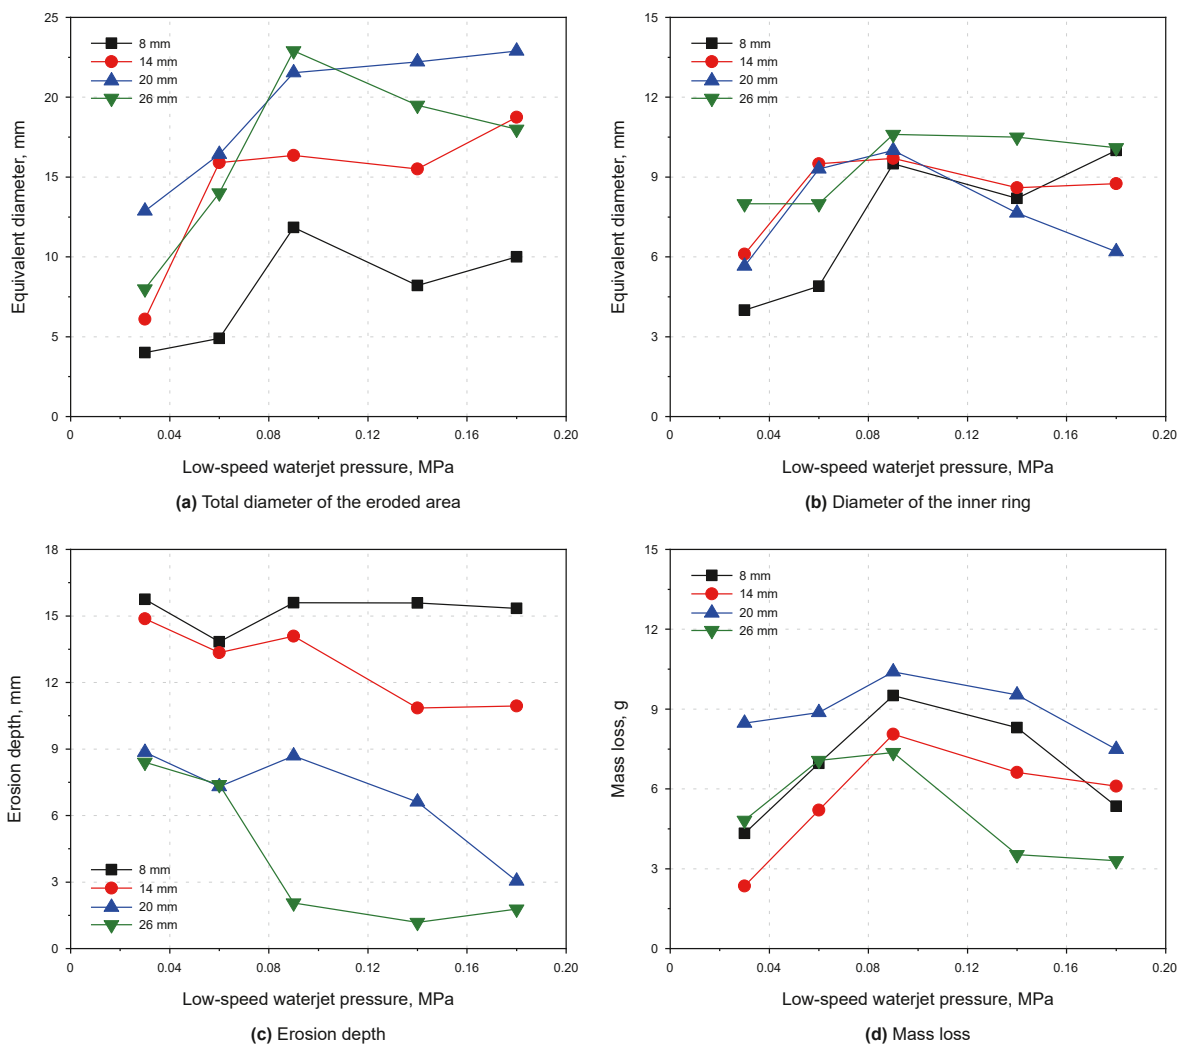 25
20
15
10
5
0
8 mm
14 mm
20 mm
26 mm
Equivalent diameter, mm
0
0.04
0.08
0.12
0.16
0.20
Low-speed waterjet pressure, MPa
(a) Total diameter of the eroded area
15
12
9
6
3
0
8 mm
14 mm
20 mm
26 mm
Equivalent diameter, mm
0
0.04
0.08
0.12
0.16
0.20
Low-speed waterjet pressure, MPa
(b) Diameter of the inner ring
18
15
12
9
6
3
0
8 mm
14 mm
20 mm
26 mm
Erosion depth, mm
0
0.04
0.08
0.12
0.16
0.20
Low-speed waterjet pressure, MPa
(c) Erosion depth
15
12
9
6
3
0
8 mm
14 mm
20 mm
26 mm
Mass loss, g
0
0.04
0.08
0.12
0.16
0.20
Low-speed waterjet pressure, MPa
(d) Mass loss